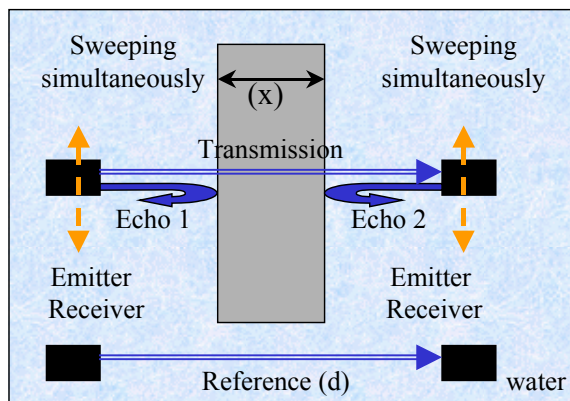 Sweeping
simultaneously
Sweeping
simultaneously
(x)
Transmission
Echo 1
Echo 2
Emitter
Receiver
Emitter
Receiver
Reference (d)
water